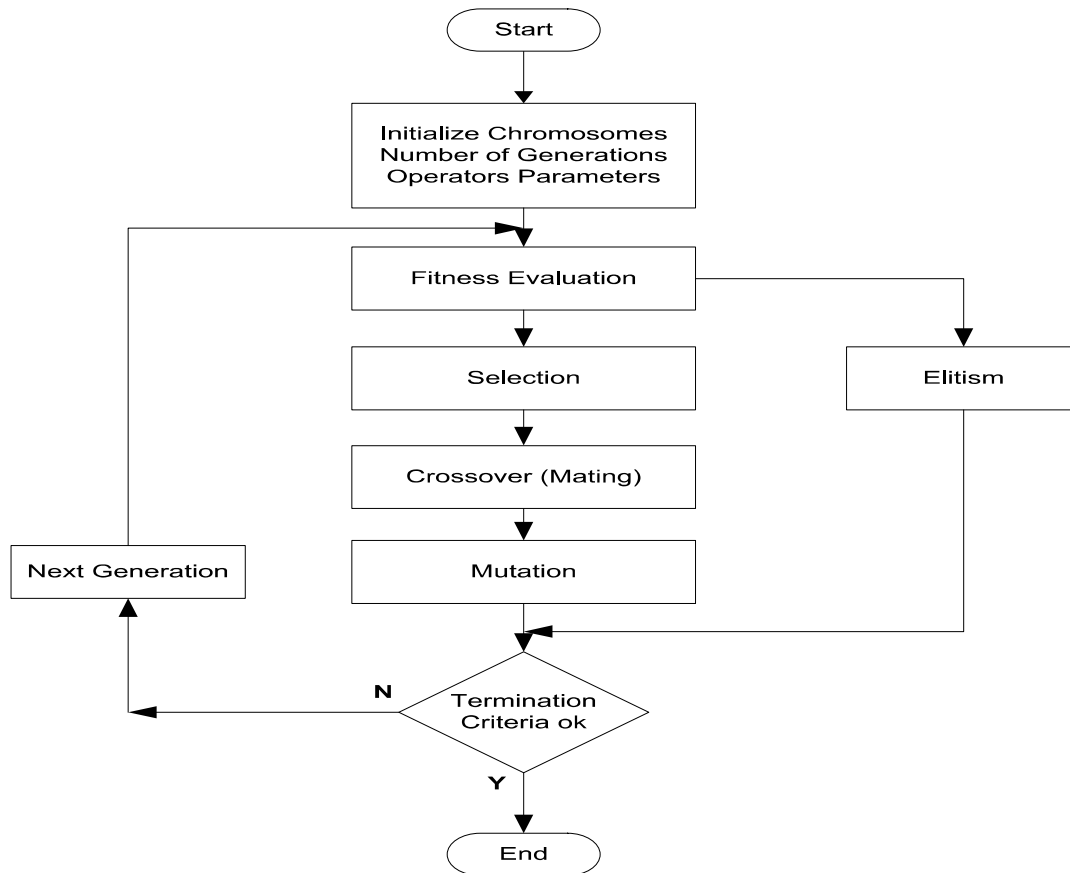 Start
Initialize Chromosomes
Number of Generations
Operators Parameters
Fitness Evaluation
Selection
Elitism
Crossover (Mating)
Next Generation
Mutation
N
Termination
Criteria ok
Y
End